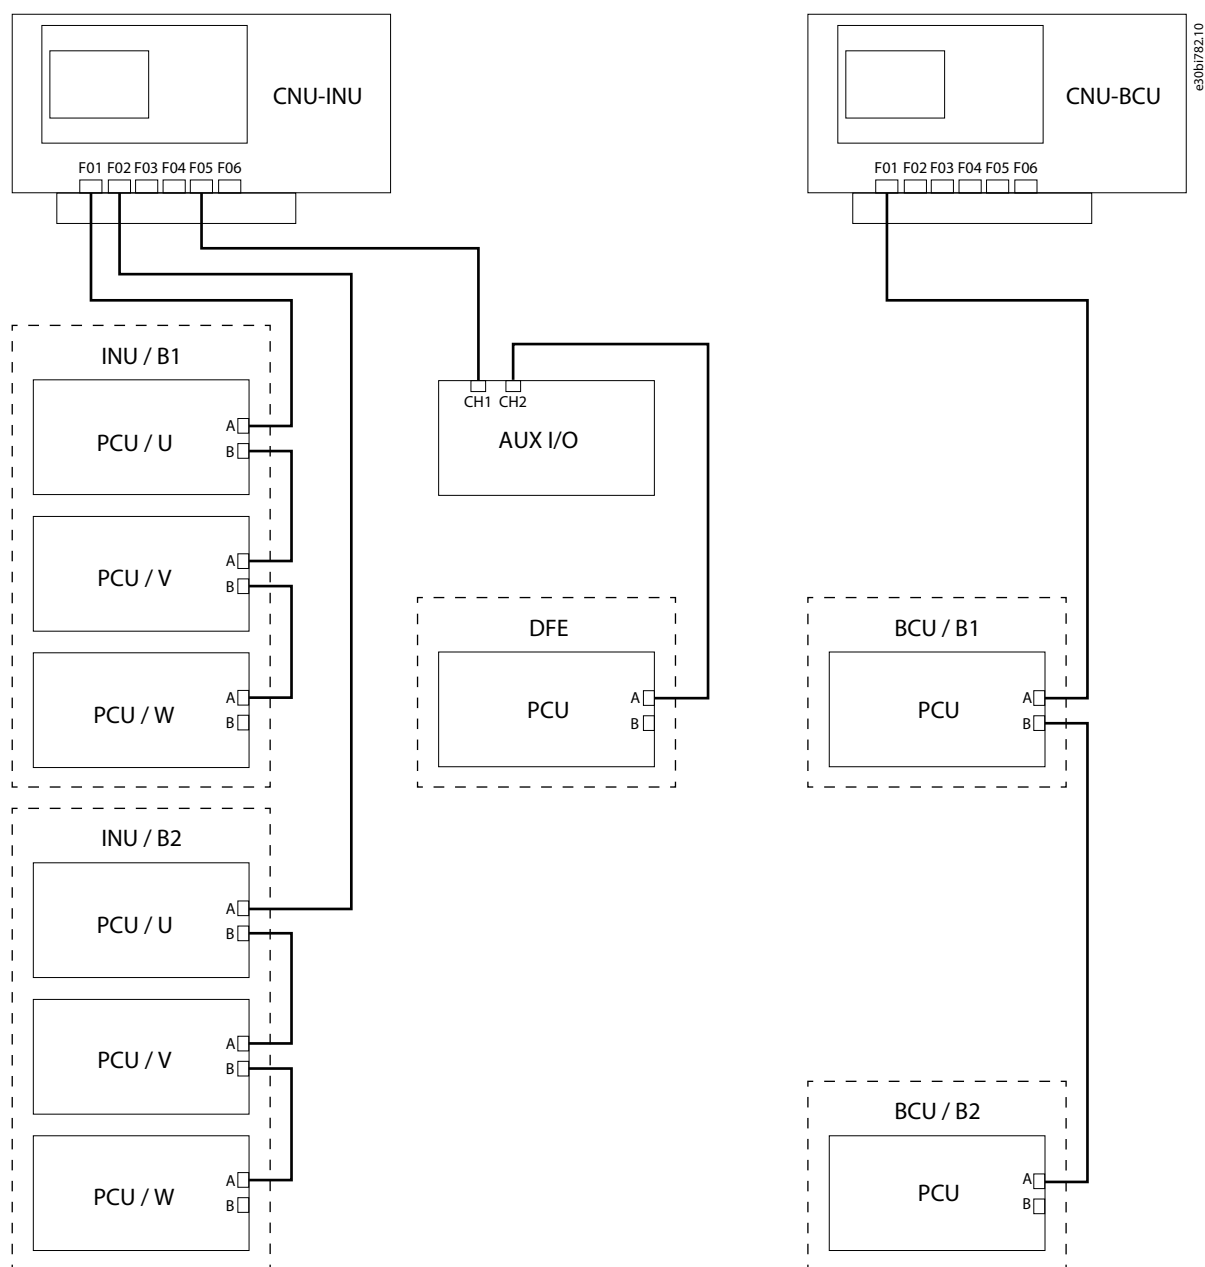 CNU-INU
F01 F02 F03 F04 F05 F06
CNU-BCU
F01 F02 F03 F04 F05 F06
e30bi782.10
INU / B1
PCU / U
A
B
PCU / V
A
B
PCU / W
A
B
INU / B2
PCU / U
A
B
PCU / V
A
B
PCU / W
A
B
CH1 CH2
AUX I/O
DFE
PCU
A
B
BCU / B1
PCU
A
B
BCU / B2
PCU
A
B